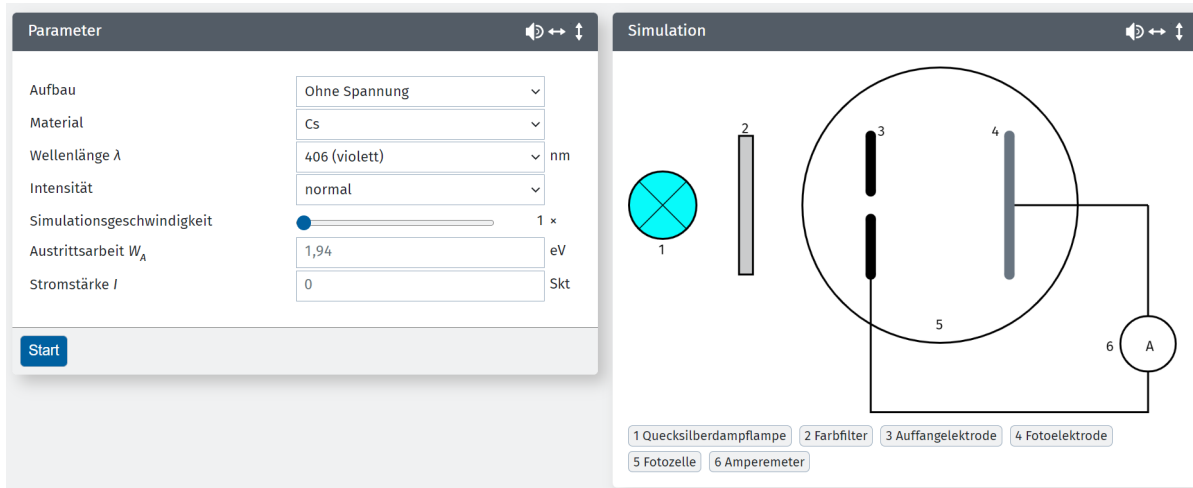 Parameter
Aufbau Ohne Spannung
Material Cs
Wellenlänge λ 406 (violett) nm
Intensität normal
Simulationsgeschwindigkeit 1 ×
Austrittsarbeit W_A 1,94 eV
Stromstärke I 0 Skt
Start
Simulation
2
3
4
1
5
6 A
1 Quecksilberdampflampe 2 Farbfilter 3 Auffangelektrode 4 Fotoelektrode
5 Fotozelle 6 Amperemeter